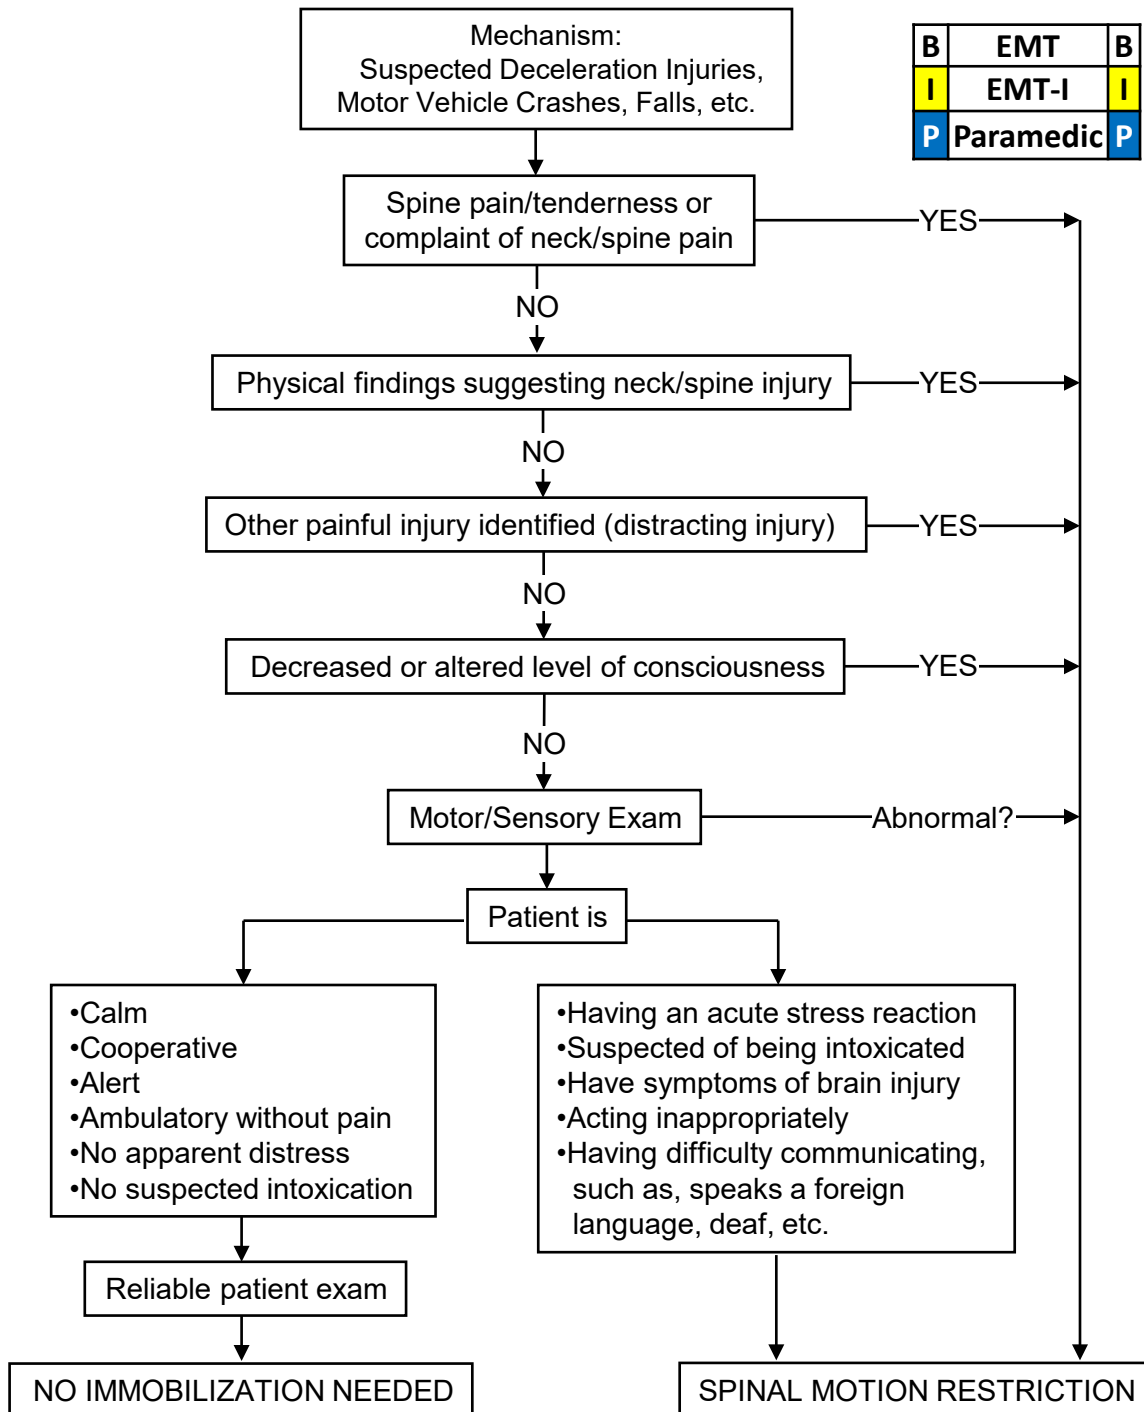 Mechanism:
Suspected Deceleration Injuries,
Motor Vehicle Crashes, Falls, etc.
B EMT B
I EMT-I I
P Paramedic P
Spine pain/tenderness or
complaint of neck/spine pain
YES
NO
Physical findings suggesting neck/spine injury
YES
NO
Other painful injury identified (distracting injury)
YES
NO
Decreased or altered level of consciousness
YES
NO
Motor/Sensory Exam
Abnormal?
Patient is
•Calm
•Cooperative
•Alert
•Ambulatory without pain
•No apparent distress
•No suspected intoxication
•Having an acute stress reaction
•Suspected of being intoxicated
•Have symptoms of brain injury
•Acting inappropriately
•Having difficulty communicating,
such as, speaks a foreign
language, deaf, etc.
Reliable patient exam
NO IMMOBILIZATION NEEDED
SPINAL MOTION RESTRICTION